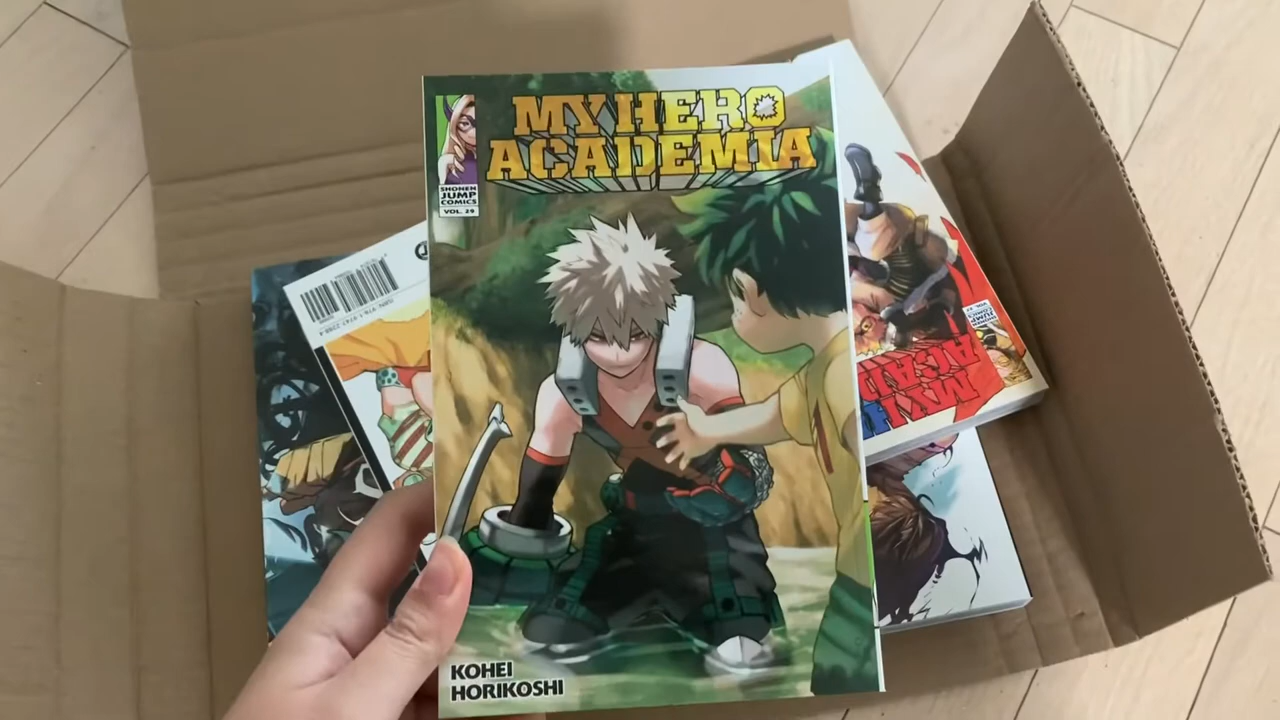 MY HERO
ACADEMIA
SHONEN
JUMP
COMICS
VOL. 29
KOHEI
HORIKOSHI